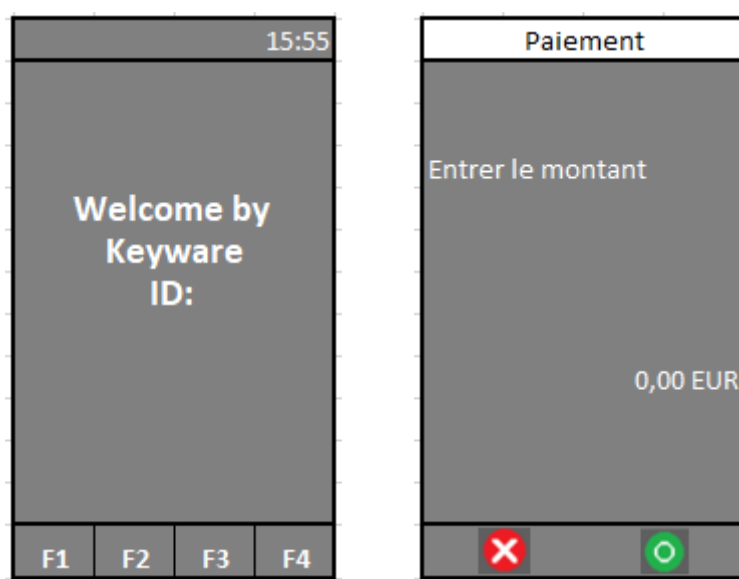 15:55
Welcome by
Keyware
ID:
F1 F2 F3 F4
Paiement
Entrer le montant
0,00 EUR